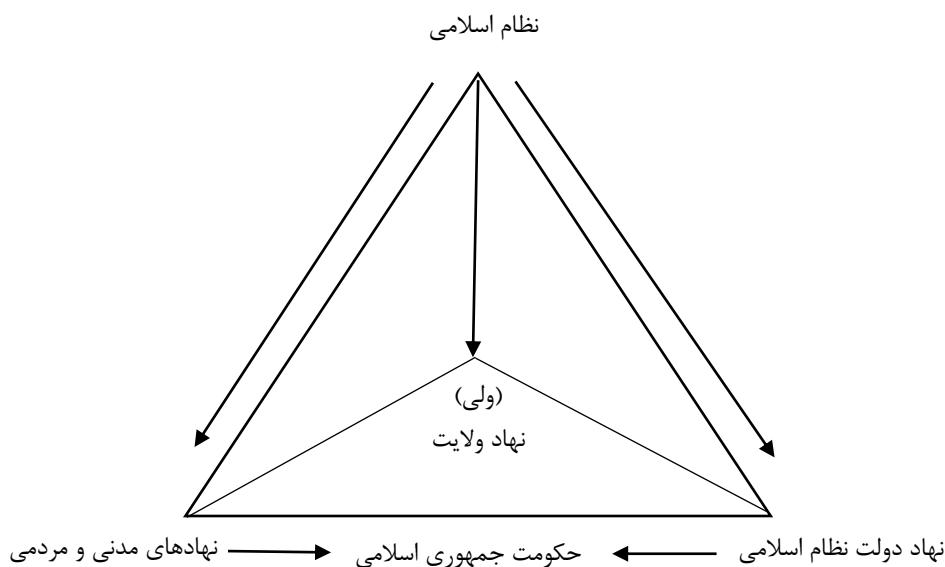 نظام اسلامی
(ولی)
نهاد ولایت
نهاد دولت نظام اسلامی
حکومت جمهوری اسلامی
نهادهای مدنی و مردمی